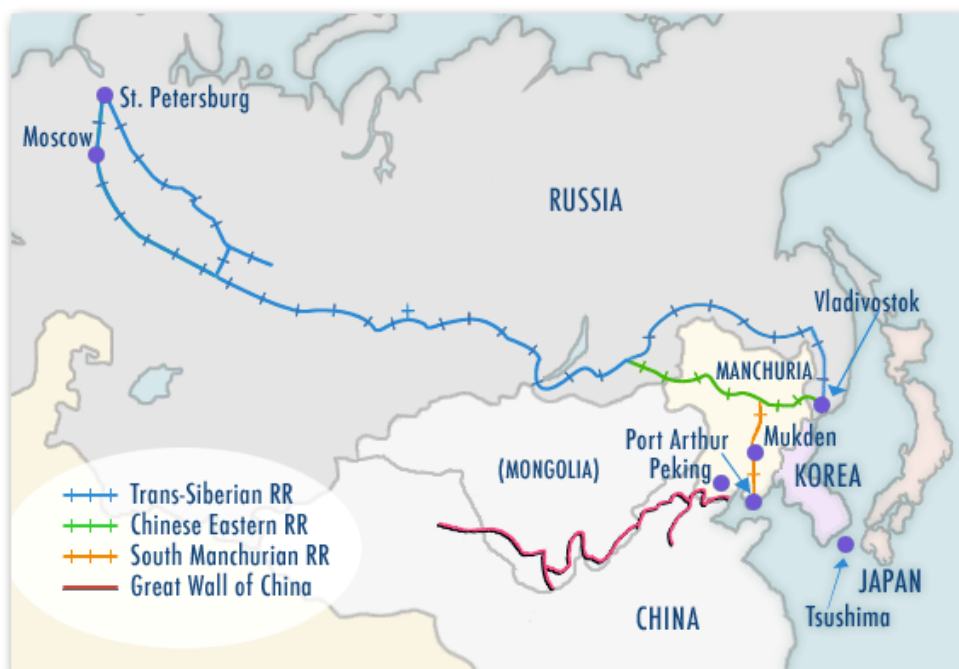 St. Petersburg
Moscow
RUSSIA
Vladivostok
MANCHURIA
Port Arthur
Mukden
Peking
(MONGOLIA)
KOREA
Trans-Siberian RR
Chinese Eastern RR
South Manchurian RR
Great Wall of China
JAPAN
CHINA
Tsushima